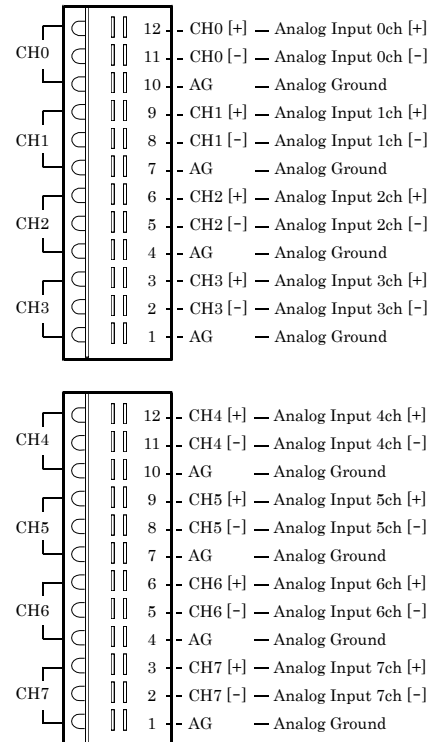 12 CH0 [+] Analog Input 0ch [+]
CH0 11 CH0 [-] Analog Input 0ch [-]
10 AG Analog Ground
9 CH1 [+] Analog Input 1ch [+]
CH1 8 CH1 [-] Analog Input 1ch [-]
7 AG Analog Ground
6 CH2 [+] Analog Input 2ch [+]
CH2 5 CH2 [-] Analog Input 2ch [-]
4 AG Analog Ground
3 CH3 [+] Analog Input 3ch [+]
CH3 2 CH3 [-] Analog Input 3ch [-]
1 AG Analog Ground
12 CH4 [+] Analog Input 4ch [+]
CH4 11 CH4 [-] Analog Input 4ch [-]
10 AG Analog Ground
9 CH5 [+] Analog Input 5ch [+]
CH5 8 CH5 [-] Analog Input 5ch [-]
7 AG Analog Ground
6 CH6 [+] Analog Input 6ch [+]
CH6 5 CH6 [-] Analog Input 6ch [-]
4 AG Analog Ground
3 CH7 [+] Analog Input 7ch [+]
CH7 2 CH7 [-] Analog Input 7ch [-]
1 AG Analog Ground